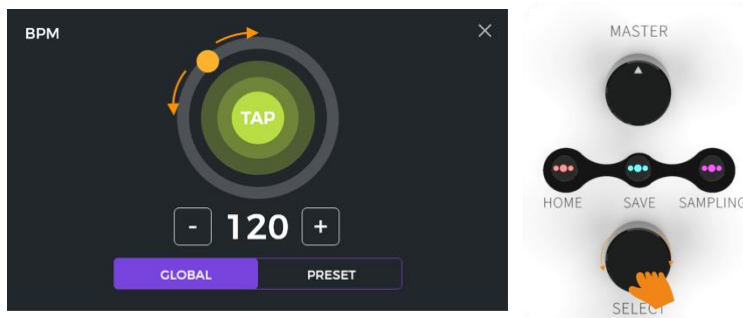 BPM
TAP
- 120 +
GLOBAL PRESET
MASTER
HOME SAVE SAMPLING
SELECT